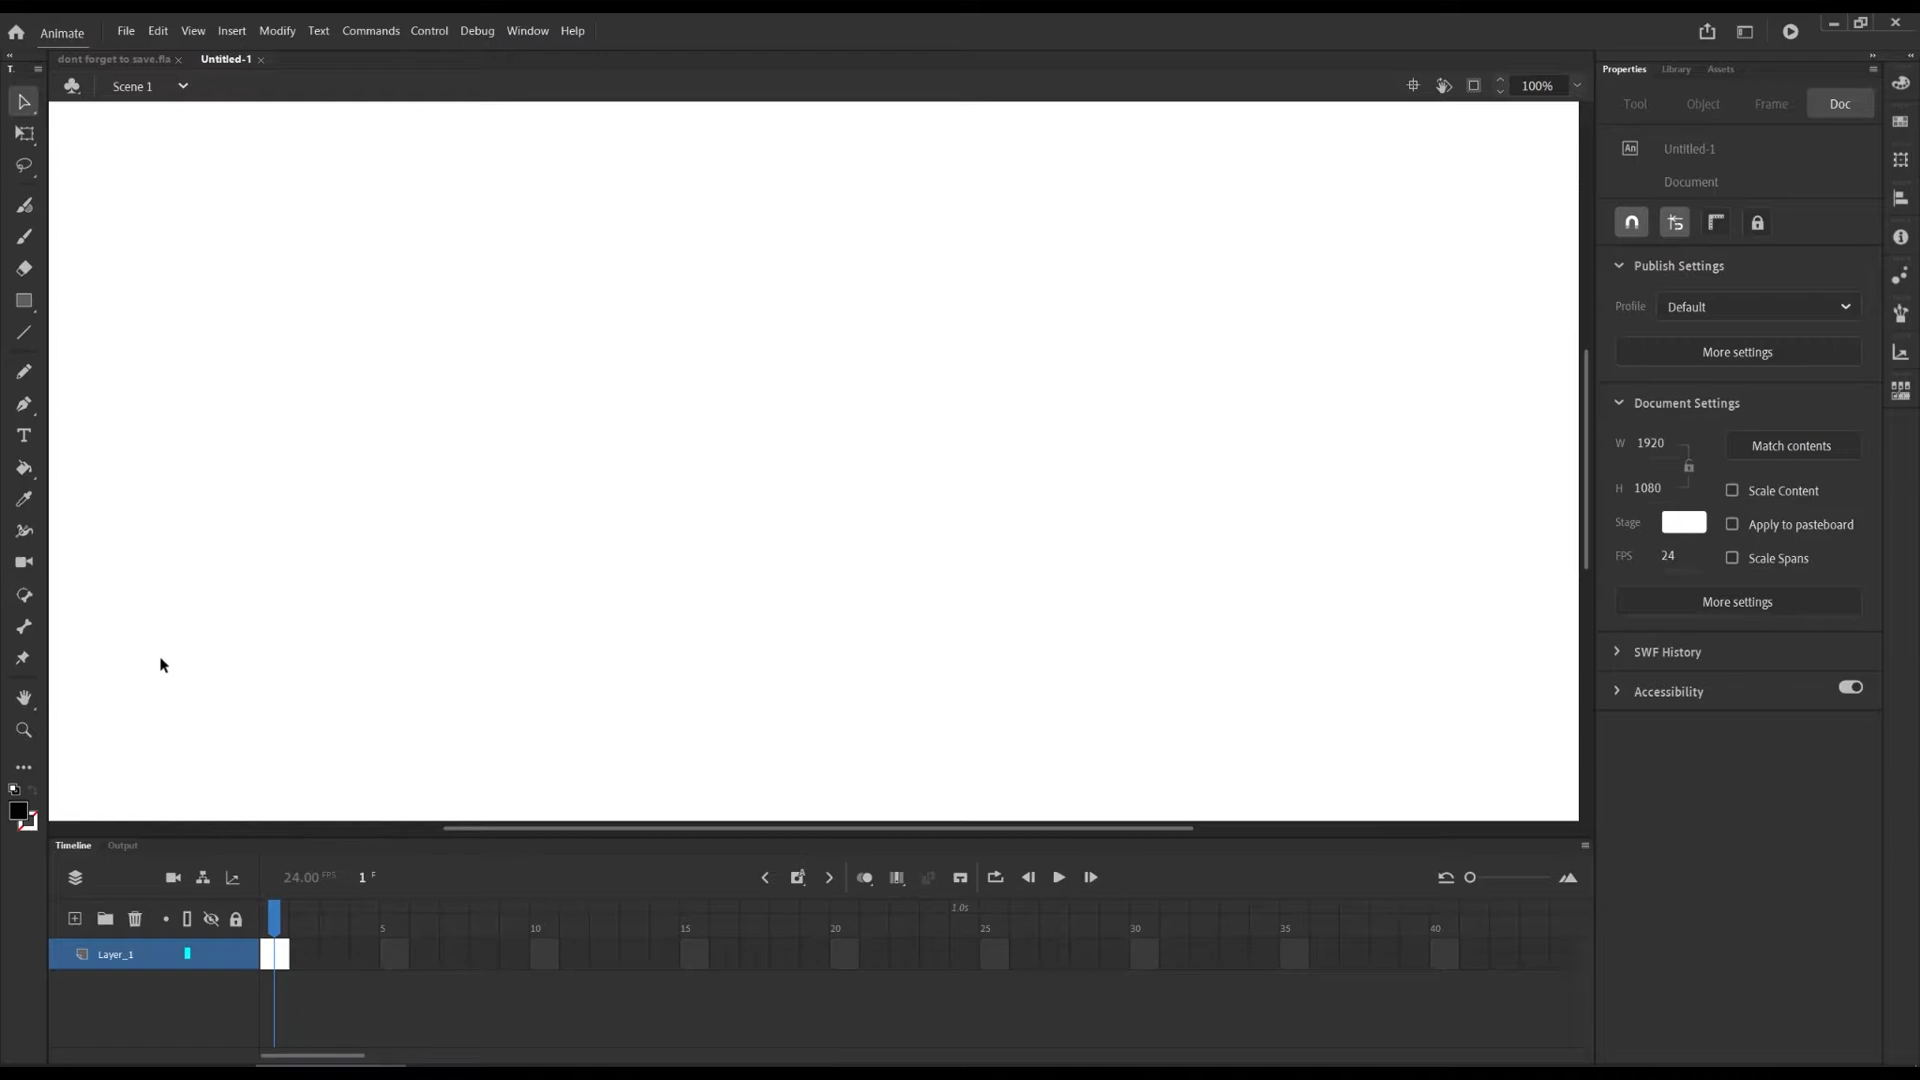 Animate File Edit View Insert Modify Text Commands Control Debug Window Help
dont forget to save.fla Untitled-1
Scene 1 100%
T.
Properties Library Assets
Tool Object Frame Doc
An Untitled-1
Document
Publish Settings
Profile Default
More settings
Document Settings
W 1920 Match contents
H 1080 Scale Content
Stage Apply to pasteboard
FPS 24 Scale Spans
More settings
SWF History
Accessibility
Timeline Output
24.00 FPS 1 F
1.0s
5 10 15 20 25 30 35 40
Layer_1